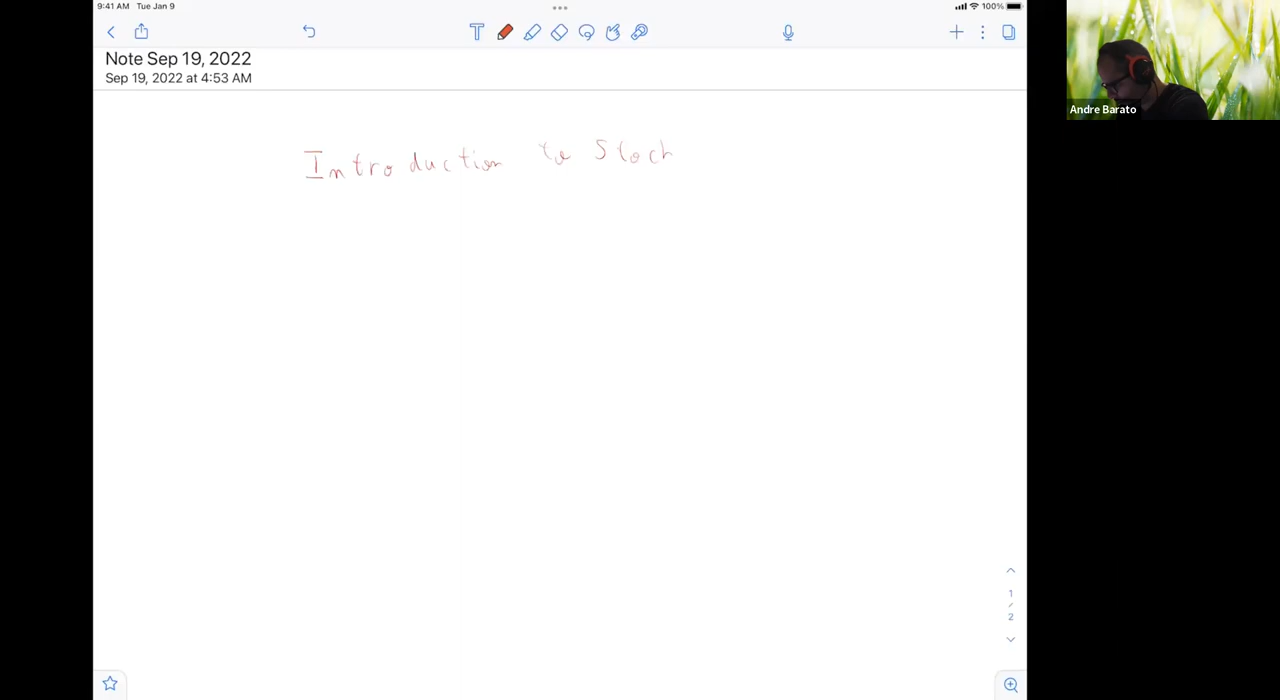 9:41 AM Tue Jan 9
100%
Note Sep 19, 2022
Sep 19, 2022 at 4:53 AM
Andre Barato
Introduction to Stoch
1
2